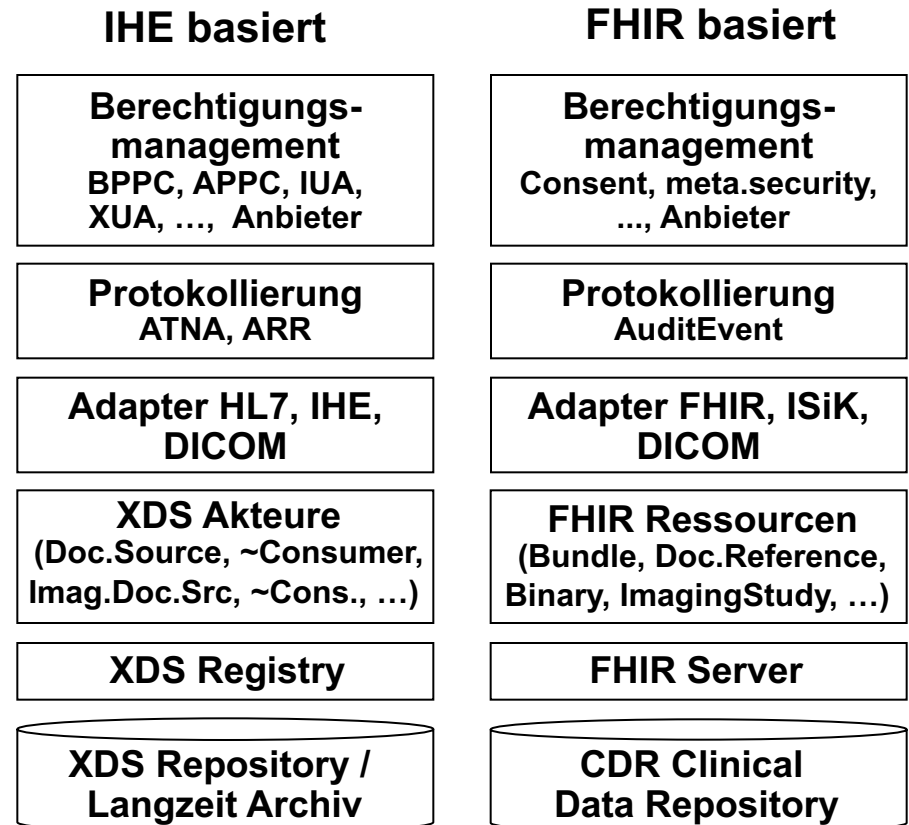 IHE basiert
Berechtigungs-
management
BPPC, APPC, IUA,
XUA, …, Anbieter
Protokollierung
ATNA, ARR
Adapter HL7, IHE,
DICOM
XDS Akteure
(Doc.Source, ~Consumer,
Imag.Doc.Src, ~Cons., …)
XDS Registry
XDS Repository /
Langzeit Archiv
FHIR basiert
Berechtigungs-
management
Consent, meta.security,
..., Anbieter
Protokollierung
AuditEvent
Adapter FHIR, ISiK,
DICOM
FHIR Ressourcen
(Bundle, Doc.Reference,
Binary, ImagingStudy, …)
FHIR Server
CDR Clinical
Data Repository